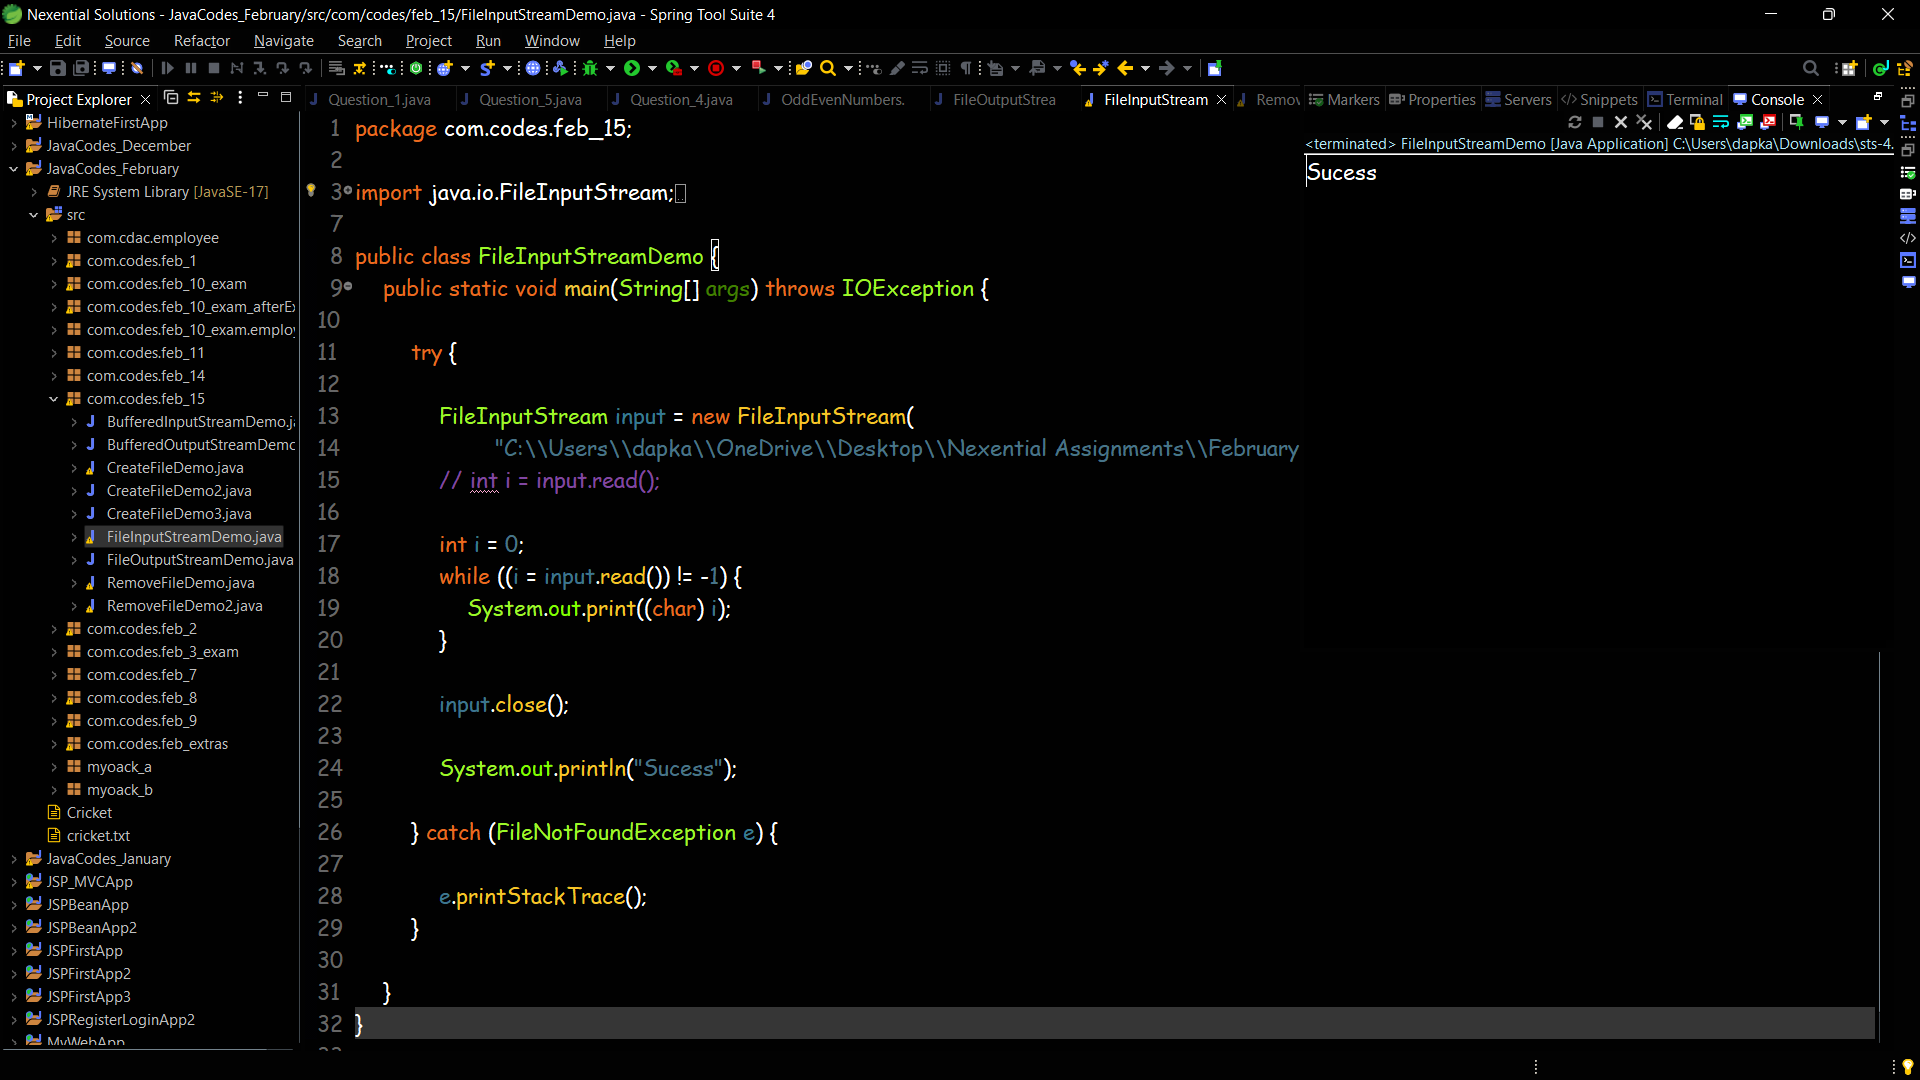 Nexential Solutions - JavaCodes_February/src/com/codes/feb_15/FileInputStreamDemo.java - Spring Tool Suite 4
File Edit Source Refactor Navigate Search Project Run Window Help
Project Explorer
HibernateFirstApp
JavaCodes_December
JavaCodes_February
JRE System Library [JavaSE-17]
src
com.cdac.employee
com.codes.feb_1
com.codes.feb_10_exam
com.codes.feb_10_exam_afterE
com.codes.feb_10_exam.emplo
com.codes.feb_11
com.codes.feb_14
com.codes.feb_15
BufferedInputStreamDemo.j
BufferedOutputStreamDemo
CreateFileDemo.java
CreateFileDemo2.java
CreateFileDemo3.java
FileInputStreamDemo.java
FileOutputStreamDemo.java
RemoveFileDemo.java
RemoveFileDemo2.java
com.codes.feb_2
com.codes.feb_3_exam
com.codes.feb_7
com.codes.feb_8
com.codes.feb_9
com.codes.feb_extras
myoack_a
myoack_b
Cricket
cricket.txt
JavaCodes_January
JSP_MVCApp
JSPBeanApp
JSPBeanApp2
JSPFirstApp
JSPFirstApp2
JSPFirstApp3
JSPRegisterLoginApp2
MyWebApp
Question_1.java Question_5.java Question_4.java OddEvenNumbers. FileOutputStrea FileInputStream Remov
1 package com.codes.feb_15;
2
3 import java.io.FileInputStream;
7
8 public class FileInputStreamDemo {
9 public static void main(String[] args) throws IOException {
10
11 try {
12
13 FileInputStream input = new FileInputStream(
14 "C:\\Users\\dapka\\OneDrive\\Desktop\\Nexential Assignments\\February
15 // int i = input.read();
16
17 int i = 0;
18 while ((i = input.read()) != -1) {
19 System.out.print((char) i);
20 }
21
22 input.close();
23
24 System.out.println("Sucess");
25
26 } catch (FileNotFoundException e) {
27
28 e.printStackTrace();
29 }
30
31 }
32 }
Markers Properties Servers Snippets Terminal Console
<terminated> FileInputStreamDemo [Java Application] C:\Users\dapka\Downloads\sts-4.
Sucess